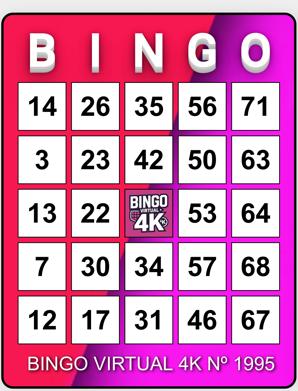 B I N G O
14 26 35 56 71
3 23 42 50 63
13 22 BINGO VIRTUAL 4K 53 64
7 30 34 57 68
12 17 31 46 67
BINGO VIRTUAL 4K Nº 1995